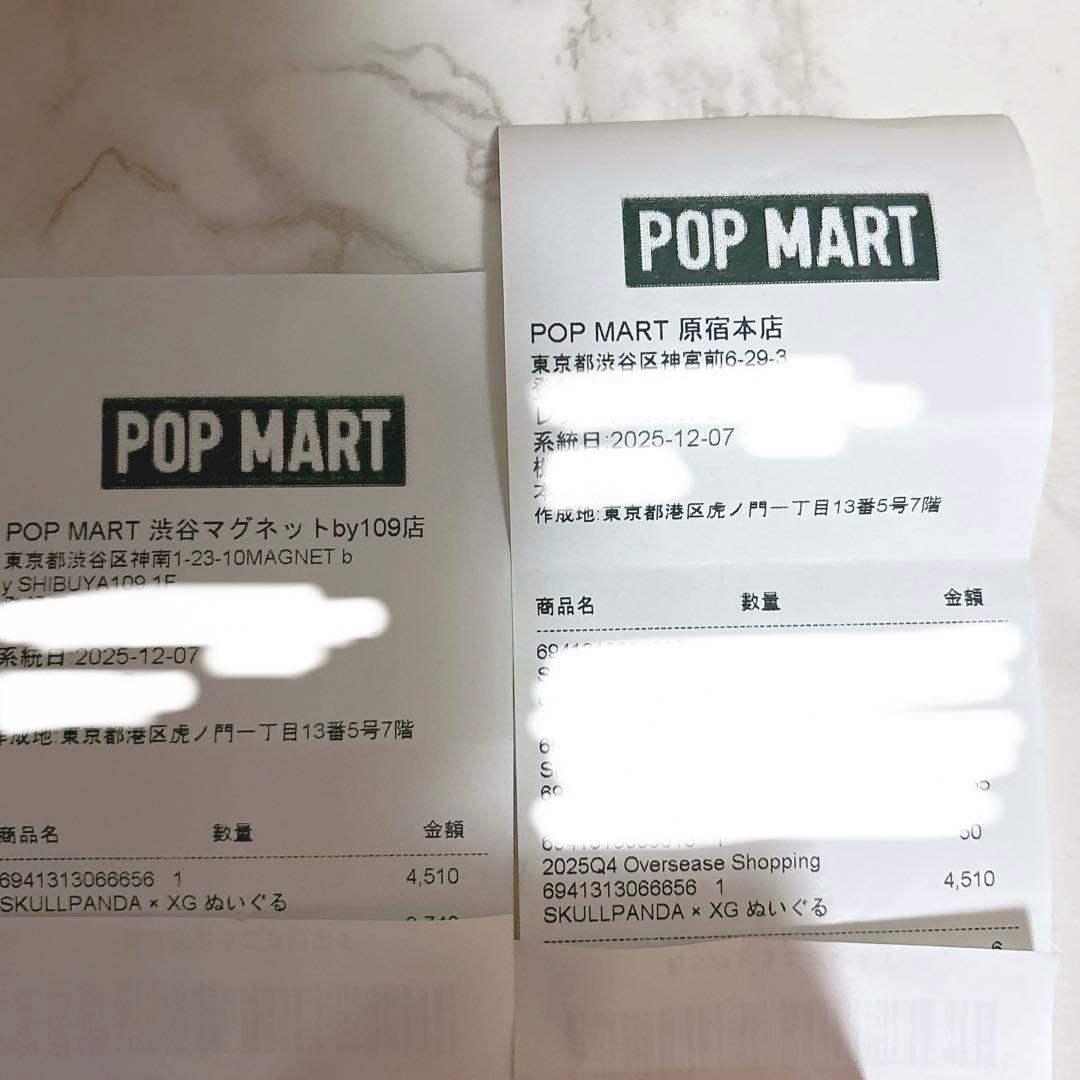 POP MART
POP MART 渋谷マグネットby109店
東京都渋谷区神南1-23-10MAGNET b
y SHIBUYA109 1F
系統日:2025-12-07
作成地:東京都港区虎ノ門一丁目13番5号7階
商品名 数量 金額
6941313066656 1 4,510
SKULLPANDA × XG ぬいぐる
POP MART
POP MART 原宿本店
東京都渋谷区神宮前6-29-3
系統日:2025-12-07
作成地:東京都港区虎ノ門一丁目13番5号7階
商品名 数量 金額
50
2025Q4 Oversease Shopping
6941313066656 1 4,510
SKULLPANDA × XG ぬいぐる